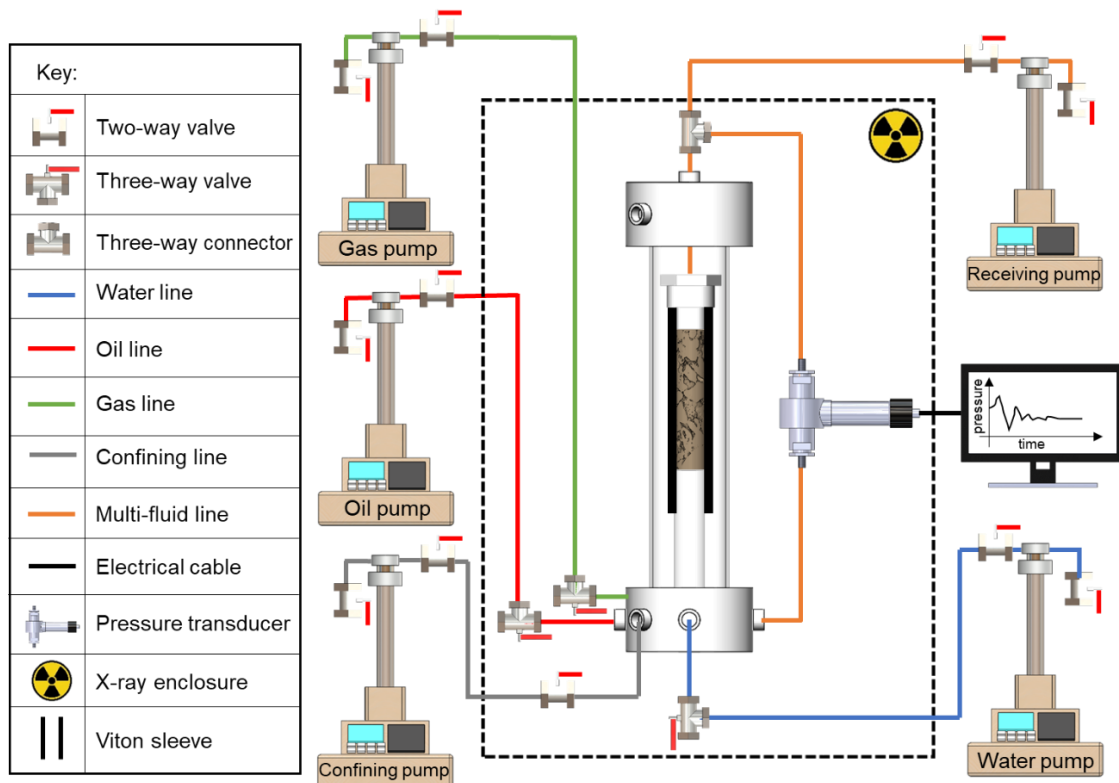 Key:
Two-way valve
Three-way valve
Three-way connector
Water line
Oil line
Gas line
Confining line
Multi-fluid line
Electrical cable
Pressure transducer
X-ray enclosure
Viton sleeve
Gas pump
Oil pump
Confining pump
Receiving pump
pressure
time
Water pump